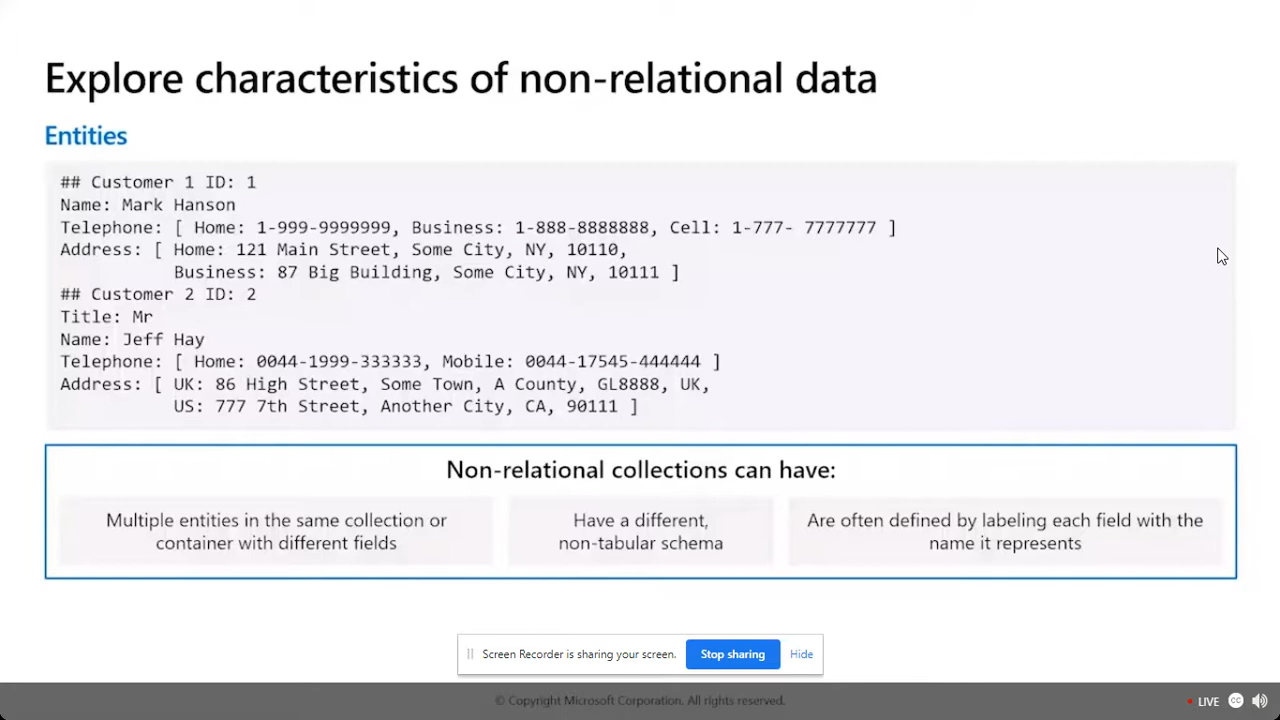 Explore characteristics of non-relational data
Entities
## Customer 1 ID: 1
Name: Mark Hanson
Telephone: [ Home: 1-999-9999999, Business: 1-888-8888888, Cell: 1-777- 7777777 ]
Address: [ Home: 121 Main Street, Some City, NY, 10110,
Business: 87 Big Building, Some City, NY, 10111 ]
## Customer 2 ID: 2
Title: Mr
Name: Jeff Hay
Telephone: [ Home: 0044-1999-333333, Mobile: 0044-17545-444444 ]
Address: [ UK: 86 High Street, Some Town, A County, GL8888, UK,
US: 777 7th Street, Another City, CA, 90111 ]
Non-relational collections can have:
Multiple entities in the same collection or
container with different fields
Have a different,
non-tabular schema
Are often defined by labeling each field with the
name it represents
Screen Recorder is sharing your screen. Stop sharing Hide
© Copyright Microsoft Corporation. All rights reserved.
LIVE CC